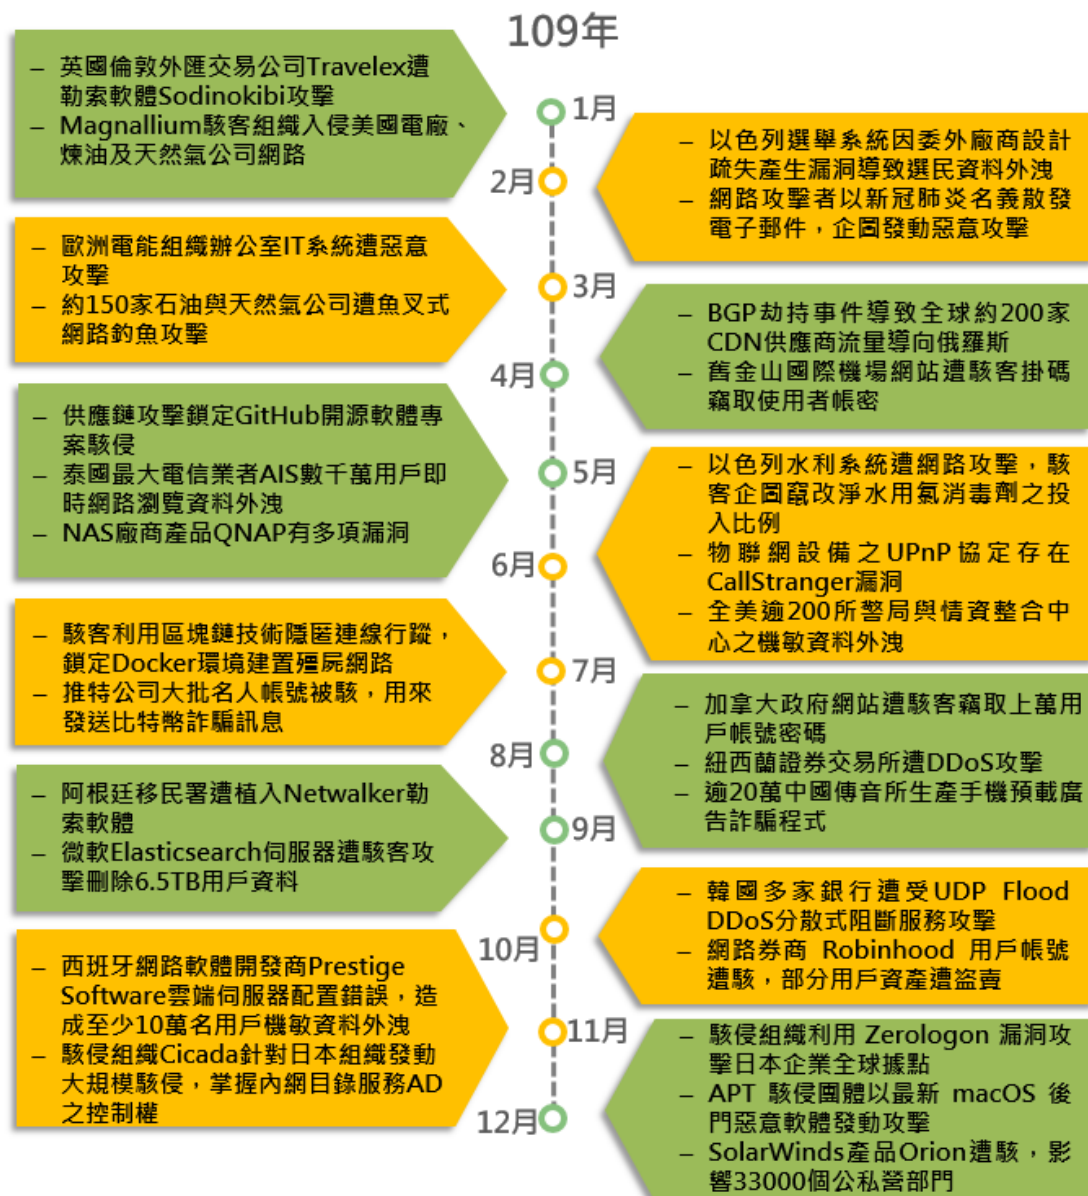 109年
1月
– 英國倫敦外匯交易公司Travelex遭
勒索軟體Sodinokibi攻擊
– Magnallium駭客組織入侵美國電廠、
煉油及天然氣公司網路
2月
– 以色列選舉系統因委外廠商設計
疏失產生漏洞導致選民資料外洩
– 網路攻擊者以新冠肺炎名義散發
電子郵件，企圖發動惡意攻擊
3月
– 歐洲電能組織辦公室IT系統遭惡意
攻擊
– 約150家石油與天然氣公司遭魚叉式
網路釣魚攻擊
4月
– BGP劫持事件導致全球約200家
CDN供應商流量導向俄羅斯
– 舊金山國際機場網站遭駭客掛碼
竊取使用者帳密
5月
– 供應鏈攻擊鎖定GitHub開源軟體專
案駭侵
– 泰國最大電信業者AIS數千萬用戶即
時網路瀏覽資料外洩
– NAS廠商產品QNAP有多項漏洞
6月
– 以色列水利系統遭網路攻擊，駭
客企圖竄改淨水用氯消毒劑之投
入比例
– 物聯網設備之UPnP協定存在
CallStranger漏洞
– 全美逾200所警局與情資整合中
心之機敏資料外洩
7月
– 駭客利用區塊鏈技術隱匿連線行蹤，
鎖定Docker環境建置殭屍網路
– 推特公司大批名人帳號被駭，用來
發送比特幣詐騙訊息
8月
– 加拿大政府網站遭駭客竊取上萬用
戶帳號密碼
– 紐西蘭證券交易所遭DDoS攻擊
– 逾20萬中國傳音所生產手機預載廣
告詐騙程式
9月
– 阿根廷移民署遭植入Netwalker勒
索軟體
– 微軟Elasticsearch伺服器遭駭客攻
擊刪除6.5TB用戶資料
10月
– 韓國多家銀行遭受UDP Flood
DDoS分散式阻斷服務攻擊
– 網路券商 Robinhood 用戶帳號
遭駭，部分用戶資產遭盜賣
11月
– 西班牙網路軟體開發商Prestige
Software雲端伺服器配置錯誤，造
成至少10萬名用戶機敏資料外洩
– 駭侵組織Cicada針對日本組織發動
大規模駭侵，掌握內網目錄服務AD
之控制權
12月
– 駭侵組織利用 Zerologon 漏洞攻
擊日本企業全球據點
– APT 駭侵團體以最新 macOS 後
門惡意軟體發動攻擊
– SolarWinds產品Orion遭駭，影
響33000個公私營部門